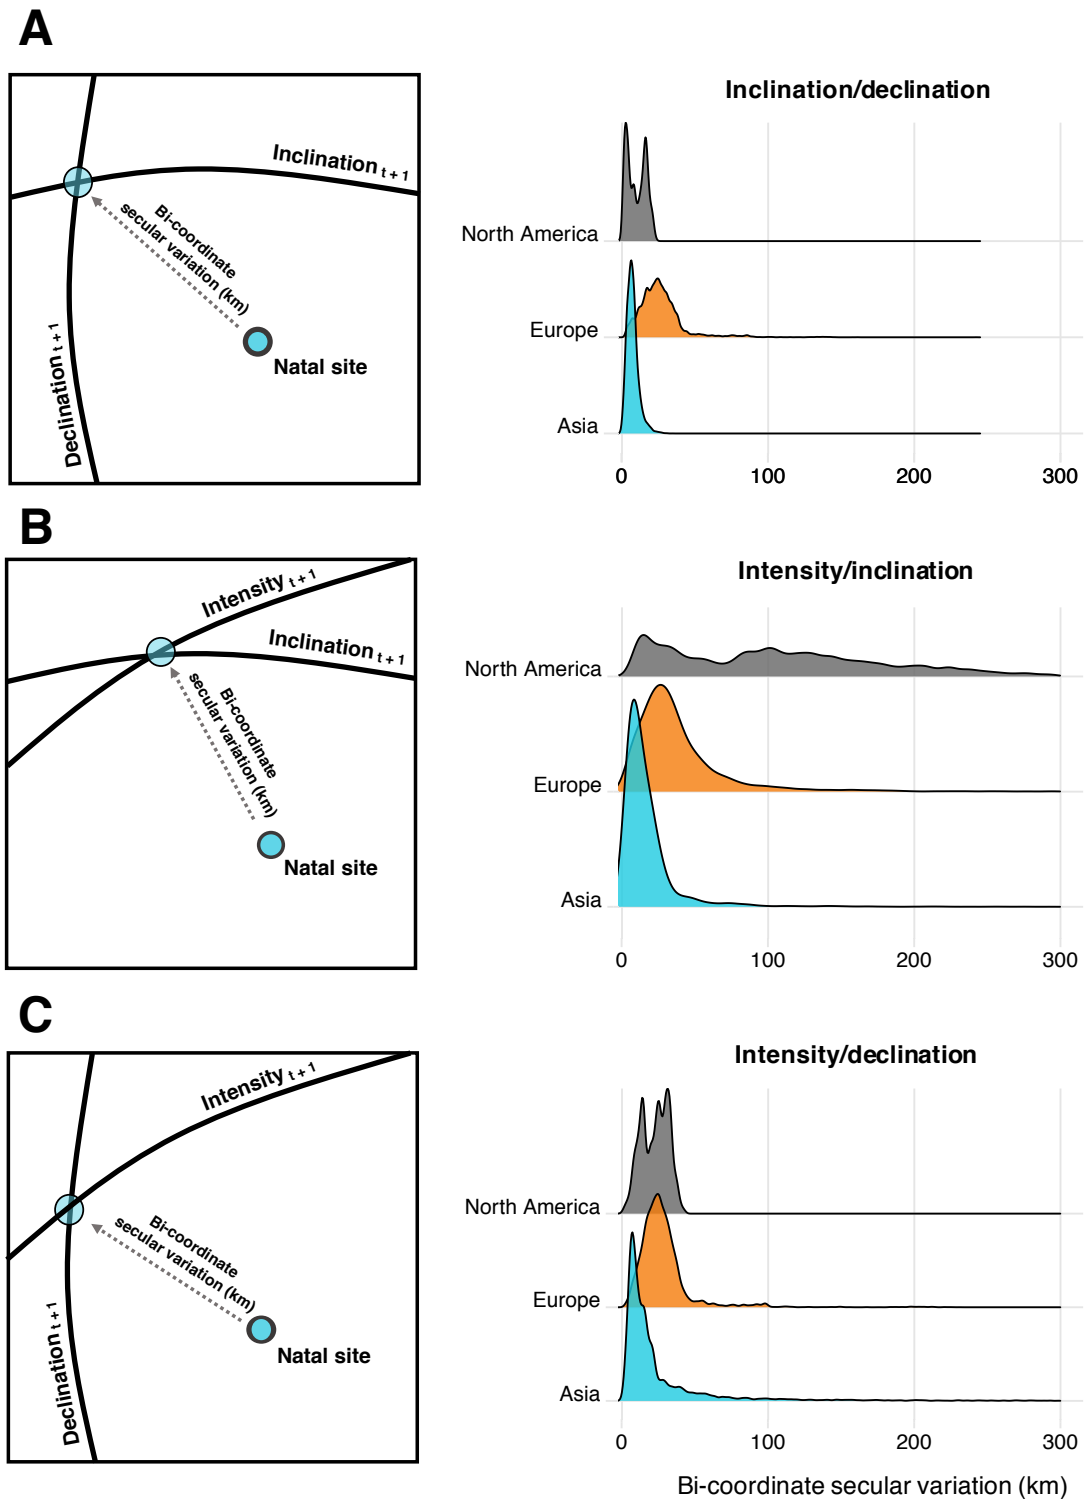 A
Inclination t + 1
Bi-coordinate
secular variation (km)
Natal site
Declination t + 1
Inclination/declination
North America
Europe
Asia
0 100 200 300
B
Intensity t + 1
Inclination t + 1
Bi-coordinate
secular variation (km)
Natal site
Intensity/inclination
North America
Europe
Asia
0 100 200 300
C
Intensity t + 1
Bi-coordinate
secular variation (km)
Natal site
Declination t + 1
Intensity/declination
North America
Europe
Asia
0 100 200 300
Bi-coordinate secular variation (km)